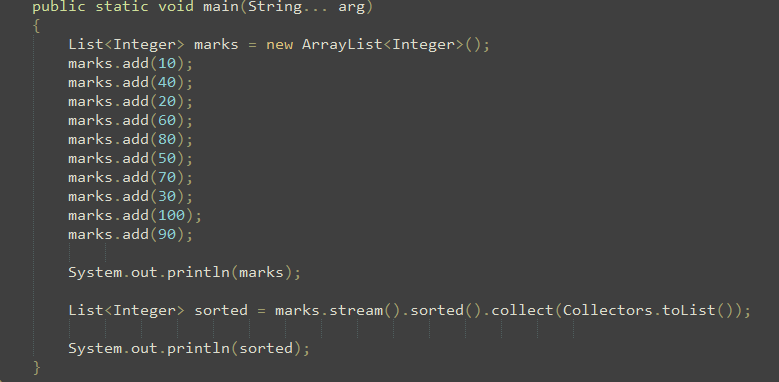 public static void main(String... arg)
{
List<Integer> marks = new ArrayList<Integer>();
marks.add(10);
marks.add(40);
marks.add(20);
marks.add(60);
marks.add(80);
marks.add(50);
marks.add(70);
marks.add(30);
marks.add(100);
marks.add(90);
System.out.println(marks);
List<Integer> sorted = marks.stream().sorted().collect(Collectors.toList());
System.out.println(sorted);
}